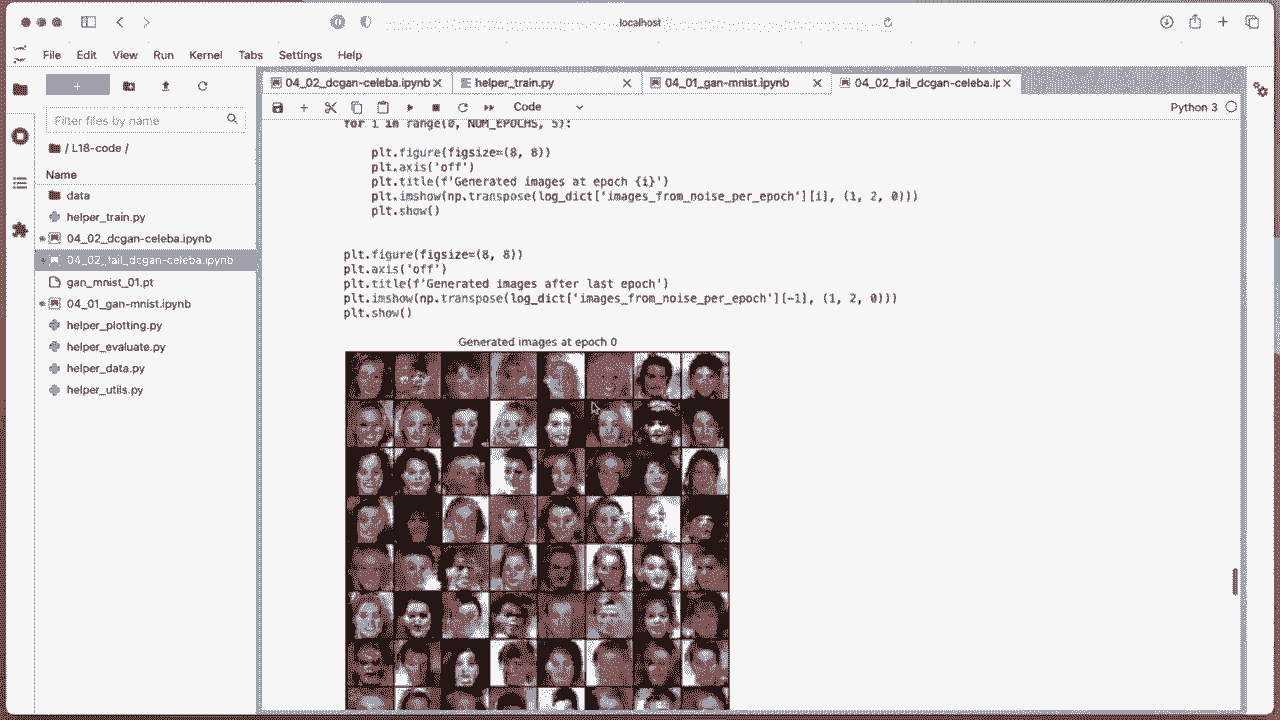 localhost
File Edit View Run Kernel Tabs Settings Help
04_02_dcgan-celeba.ipynb helper_train.py 04_01_gan-mnist.ipynb 04_02_fail_dcgan-celeba.ip
+ Code Python 3
Filter files by name
/ L18-code /
Name
data
helper_train.py
04_02_dcgan-celeba.ipynb
04_02_fail_dcgan-celeba.ipynb
gan_mnist_01.pt
04_01_gan-mnist.ipynb
helper_plotting.py
helper_evaluate.py
helper_data.py
helper_utils.py
for i in range(0, NUM_EPOCHS, 5):
plt.figure(figsize=(8, 8))
plt.axis('off')
plt.title(f'Generated images at epoch {i}')
plt.imshow(np.transpose(log_dict['images_from_noise_per_epoch'][i], (1, 2, 0)))
plt.show()
plt.figure(figsize=(8, 8))
plt.axis('off')
plt.title(f'Generated images after last epoch')
plt.imshow(np.transpose(log_dict['images_from_noise_per_epoch'][-1], (1, 2, 0)))
plt.show()
Generated images at epoch 0